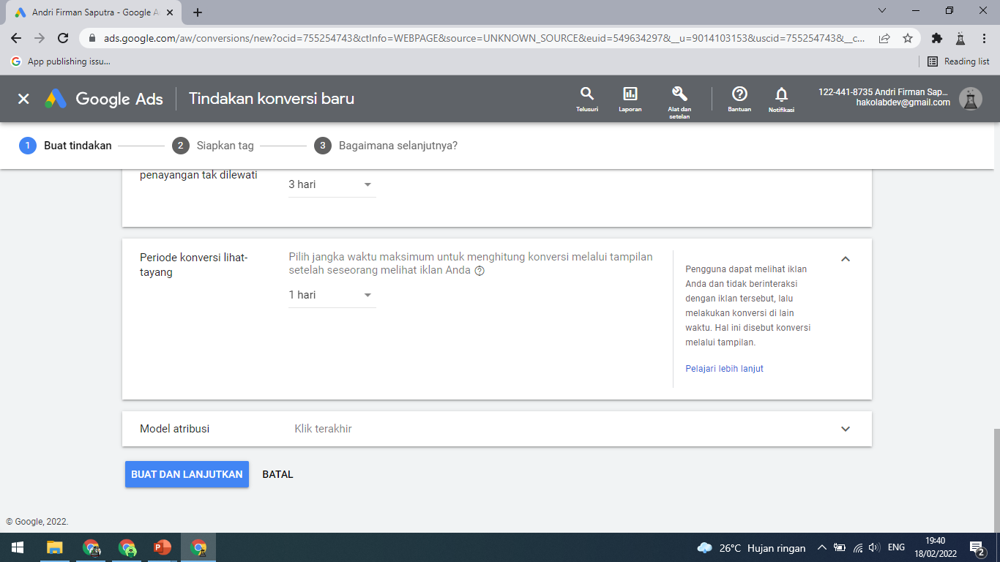 Andri Firman Saputra - Google A
ads.google.com/aw/conversions/new?ocid=755254743&ctInfo=WEBPAGE&source=UNKNOWN_SOURCE&euid=549634297&__u=9014103153&uscid=755254743&__c...
App publishing issu...
Reading list
Google Ads
Tindakan konversi baru
Telusuri
Laporan
Alat dan
setelan
Bantuan
Notifikasi
122-441-8735 Andri Firman Sap...
hakolabdev@gmail.com
1 Buat tindakan
2 Siapkan tag
3 Bagaimana selanjutnya?
penayangan tak dilewati
3 hari
Periode konversi lihat-
tayang
Pilih jangka waktu maksimum untuk menghitung konversi melalui tampilan
setelah seseorang melihat iklan Anda
1 hari
Pengguna dapat melihat iklan
Anda dan tidak berinteraksi
dengan iklan tersebut, lalu
melakukan konversi di lain
waktu. Hal ini disebut konversi
melalui tampilan.
Pelajari lebih lanjut
Model atribusi
Klik terakhir
BUAT DAN LANJUTKAN
BATAL
© Google, 2022.
26°C Hujan ringan
ENG
19:40
18/02/2022
2